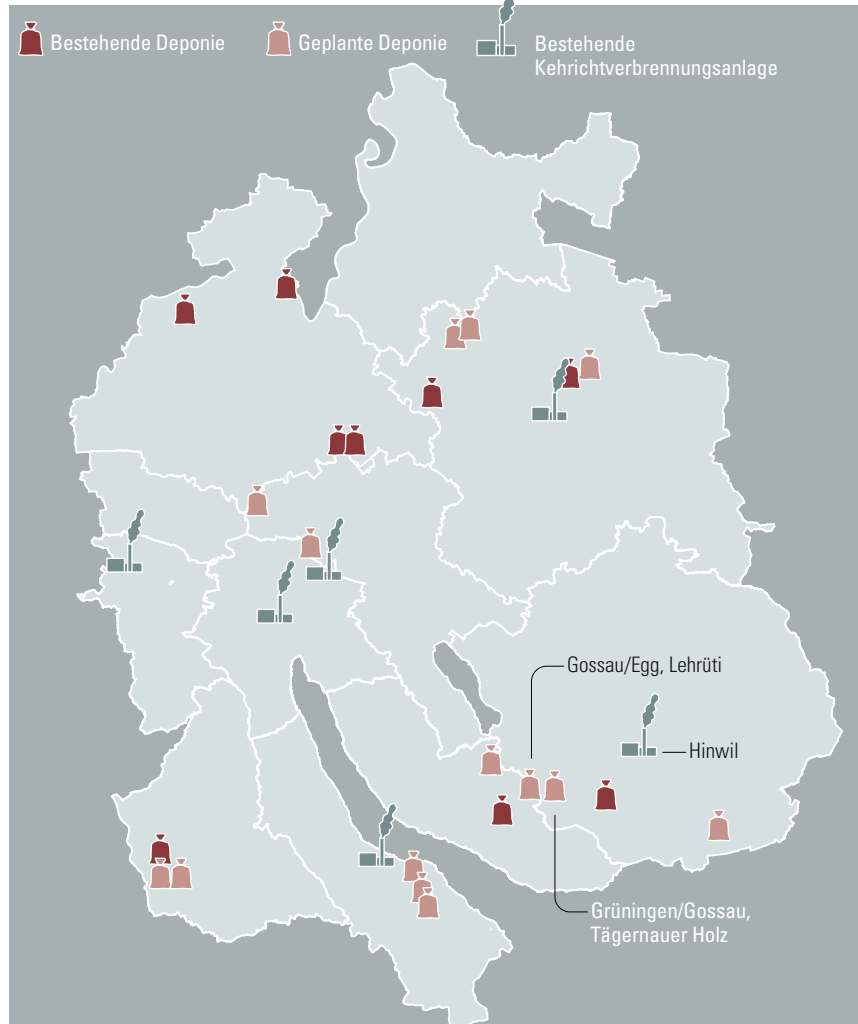 Bestehende Deponie
Geplante Deponie
Bestehende
Kehrichtverbrennungsanlage
Gossau/Egg, Lehrüti
Hinwil
Grüningen/Gossau,
Tägernauer Holz